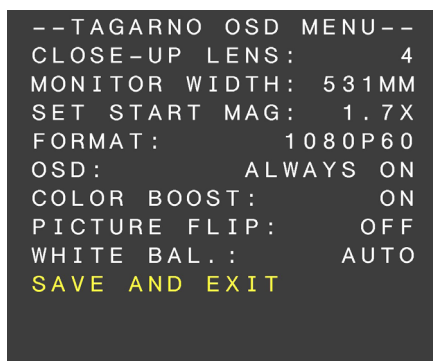 --TAGARNO OSD MENU--
CLOSE-UP LENS: 4
MONITOR WIDTH: 531MM
SET START MAG: 1.7X
FORMAT: 1080P60
OSD: ALWAYS ON
COLOR BOOST: ON
PICTURE FLIP: OFF
WHITE BAL.: AUTO
SAVE AND EXIT